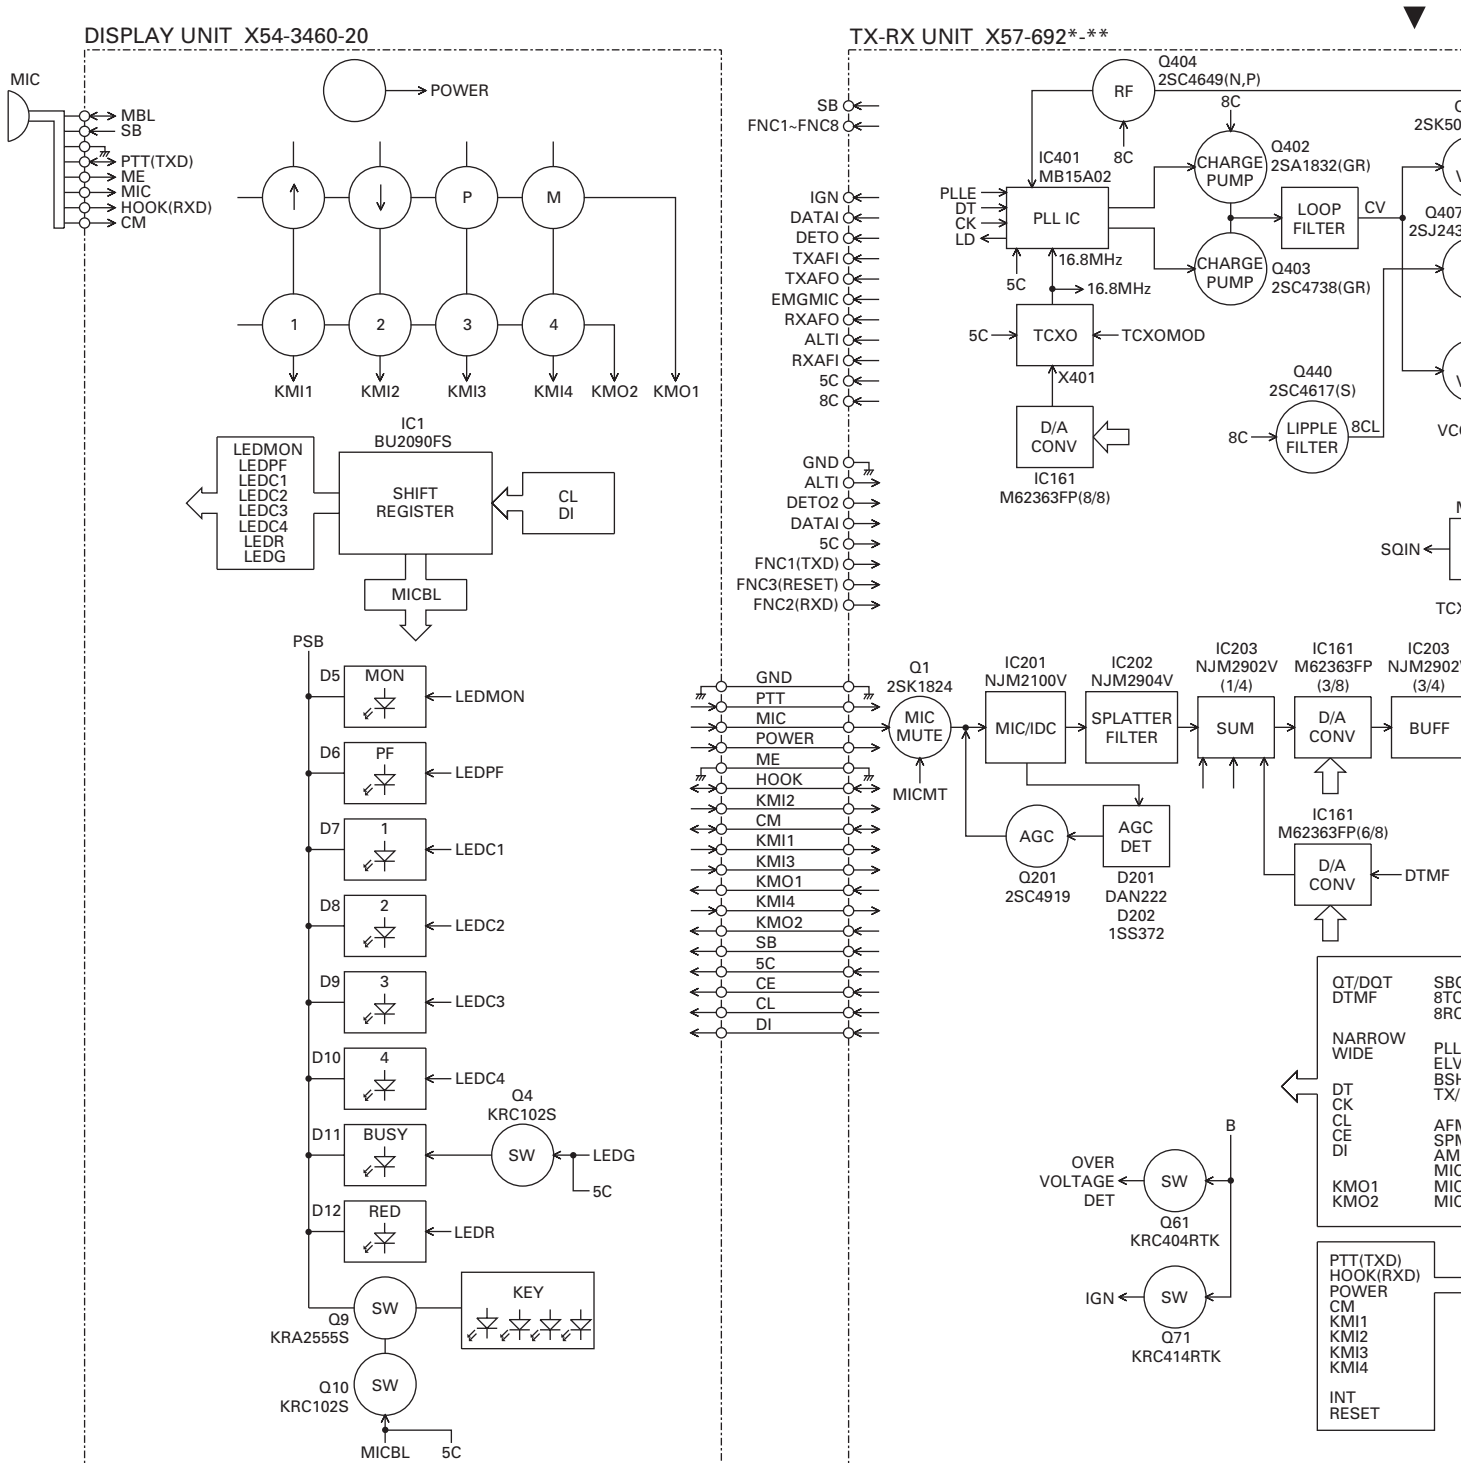 DISPLAY UNIT X54-3460-20
MIC
MBL
SB
PTT(TXD)
ME
MIC
HOOK(RXD)
CM
POWER
P
M
1
2
3
4
KMI1
KMI2
KMI3
KMI4
KMO2
KMO1
IC1
BU2090FS
LEDMON
LEDPF
LEDC1
LEDC2
LEDC3
LEDC4
LEDR
LEDG
SHIFT
REGISTER
CL
DI
MICBL
PSB
D5
MON
LEDMON
D6
PF
LEDPF
D7
1
LEDC1
D8
2
LEDC2
D9
3
LEDC3
D10
4
LEDC4
Q4
KRC102S
D11
BUSY
SW
LEDG
5C
D12
RED
LEDR
SW
Q9
KRA2555S
KEY
SW
Q10
KRC102S
MICBL
5C
GND
PTT
MIC
POWER
ME
HOOK
KMI2
CM
KMI1
KMI3
KMO1
KMI4
KMO2
SB
5C
CE
CL
DI
TX-RX UNIT X57-692*-**
SB
FNC1~FNC8
IGN
DATAI
DETO
TXAFI
TXAFO
EMGMIC
RXAFO
ALTI
RXAFI
5C
8C
GND
ALTI
DETO2
DATAI
5C
FNC1(TXD)
FNC3(RESET)
FNC2(RXD)
Q404
2SC4649(N,P)
RF
8C
8C
IC401
MB15A02
PLLE
DT
CK
LD
PLL IC
5C
16.8MHz
16.8MHz
CHARGE
PUMP
Q402
2SA1832(GR)
CHARGE
PUMP
Q403
2SC4738(GR)
LOOP
FILTER
CV
2SK50
Q407
2SJ243
5C
TCXO
TCXOMOD
X401
D/A
CONV
IC161
M62363FP(8/8)
Q440
2SC4617(S)
8C
LIPPLE
FILTER
8CL
SQIN
Q1
2SK1824
MIC
MUTE
MICMT
IC201
NJM2100V
MIC/IDC
IC202
NJM2904V
SPLATTER
FILTER
IC203
NJM2902V
(1/4)
SUM
IC161
M62363FP
(3/8)
D/A
CONV
IC203
NJM2902V
(3/4)
BUFF
AGC
Q201
2SC4919
AGC
DET
D201
DAN222
D202
1SS372
IC161
M62363FP(6/8)
D/A
CONV
DTMF
QT/DQT
DTMF
NARROW
WIDE
DT
CK
CL
CE
DI
KMO1
KMO2
B
OVER
VOLTAGE
DET
SW
Q61
KRC404RTK
IGN
SW
Q71
KRC414RTK
PTT(TXD)
HOOK(RXD)
POWER
CM
KMI1
KMI2
KMI3
KMI4
INT
RESET